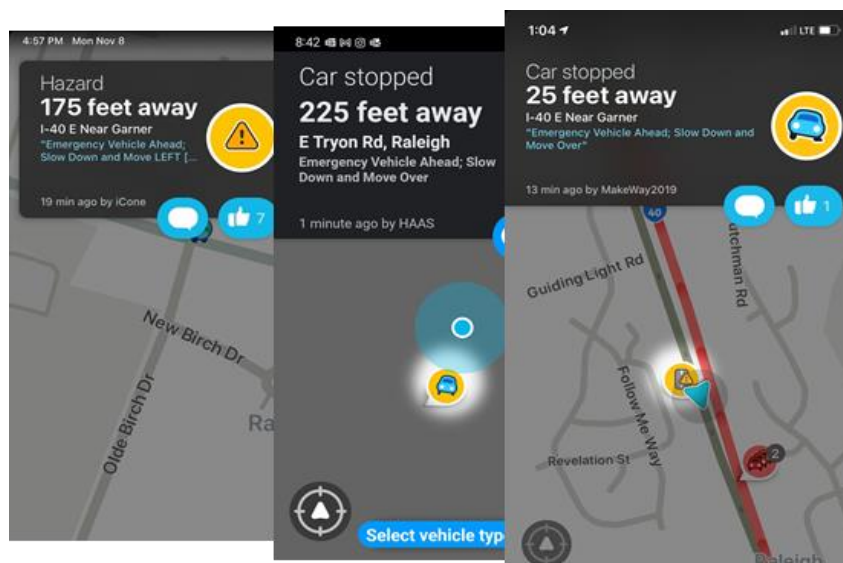 4:57 PM Mon Nov 8
Hazard
175 feet away
I-40 E Near Garner
"Emergency Vehicle Ahead;
Slow Down and Move LEFT [...
19 min ago by iCone
7
New Birch Dr
Olde Birch Dr
Ra
8:42
Car stopped
225 feet away
E Tryon Rd, Raleigh
Emergency Vehicle Ahead; Slow
Down and Move Over
1 minute ago by HAAS
Select vehicle typ
1:04
LTE
Car stopped
25 feet away
I-40 E Near Garner
"Emergency Vehicle Ahead; Slow Down and
Move Over"
13 min ago by MakeWay2019
1
40
utchman Rd
Guiding Light Rd
Follow Me Way
Revelation St
2
Raleigh